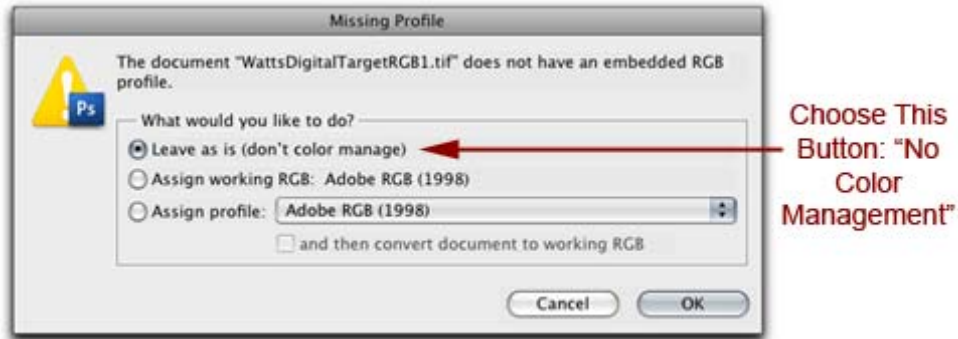 Missing Profile
The document "WattsDigitalTargetRGB1.tif" does not have an embedded RGB
profile.
Ps
What would you like to do?
Leave as is (don't color manage)
Assign working RGB: Adobe RGB (1998)
Assign profile: Adobe RGB (1998)
and then convert document to working RGB
Cancel OK
Choose This
Button: "No
Color
Management"